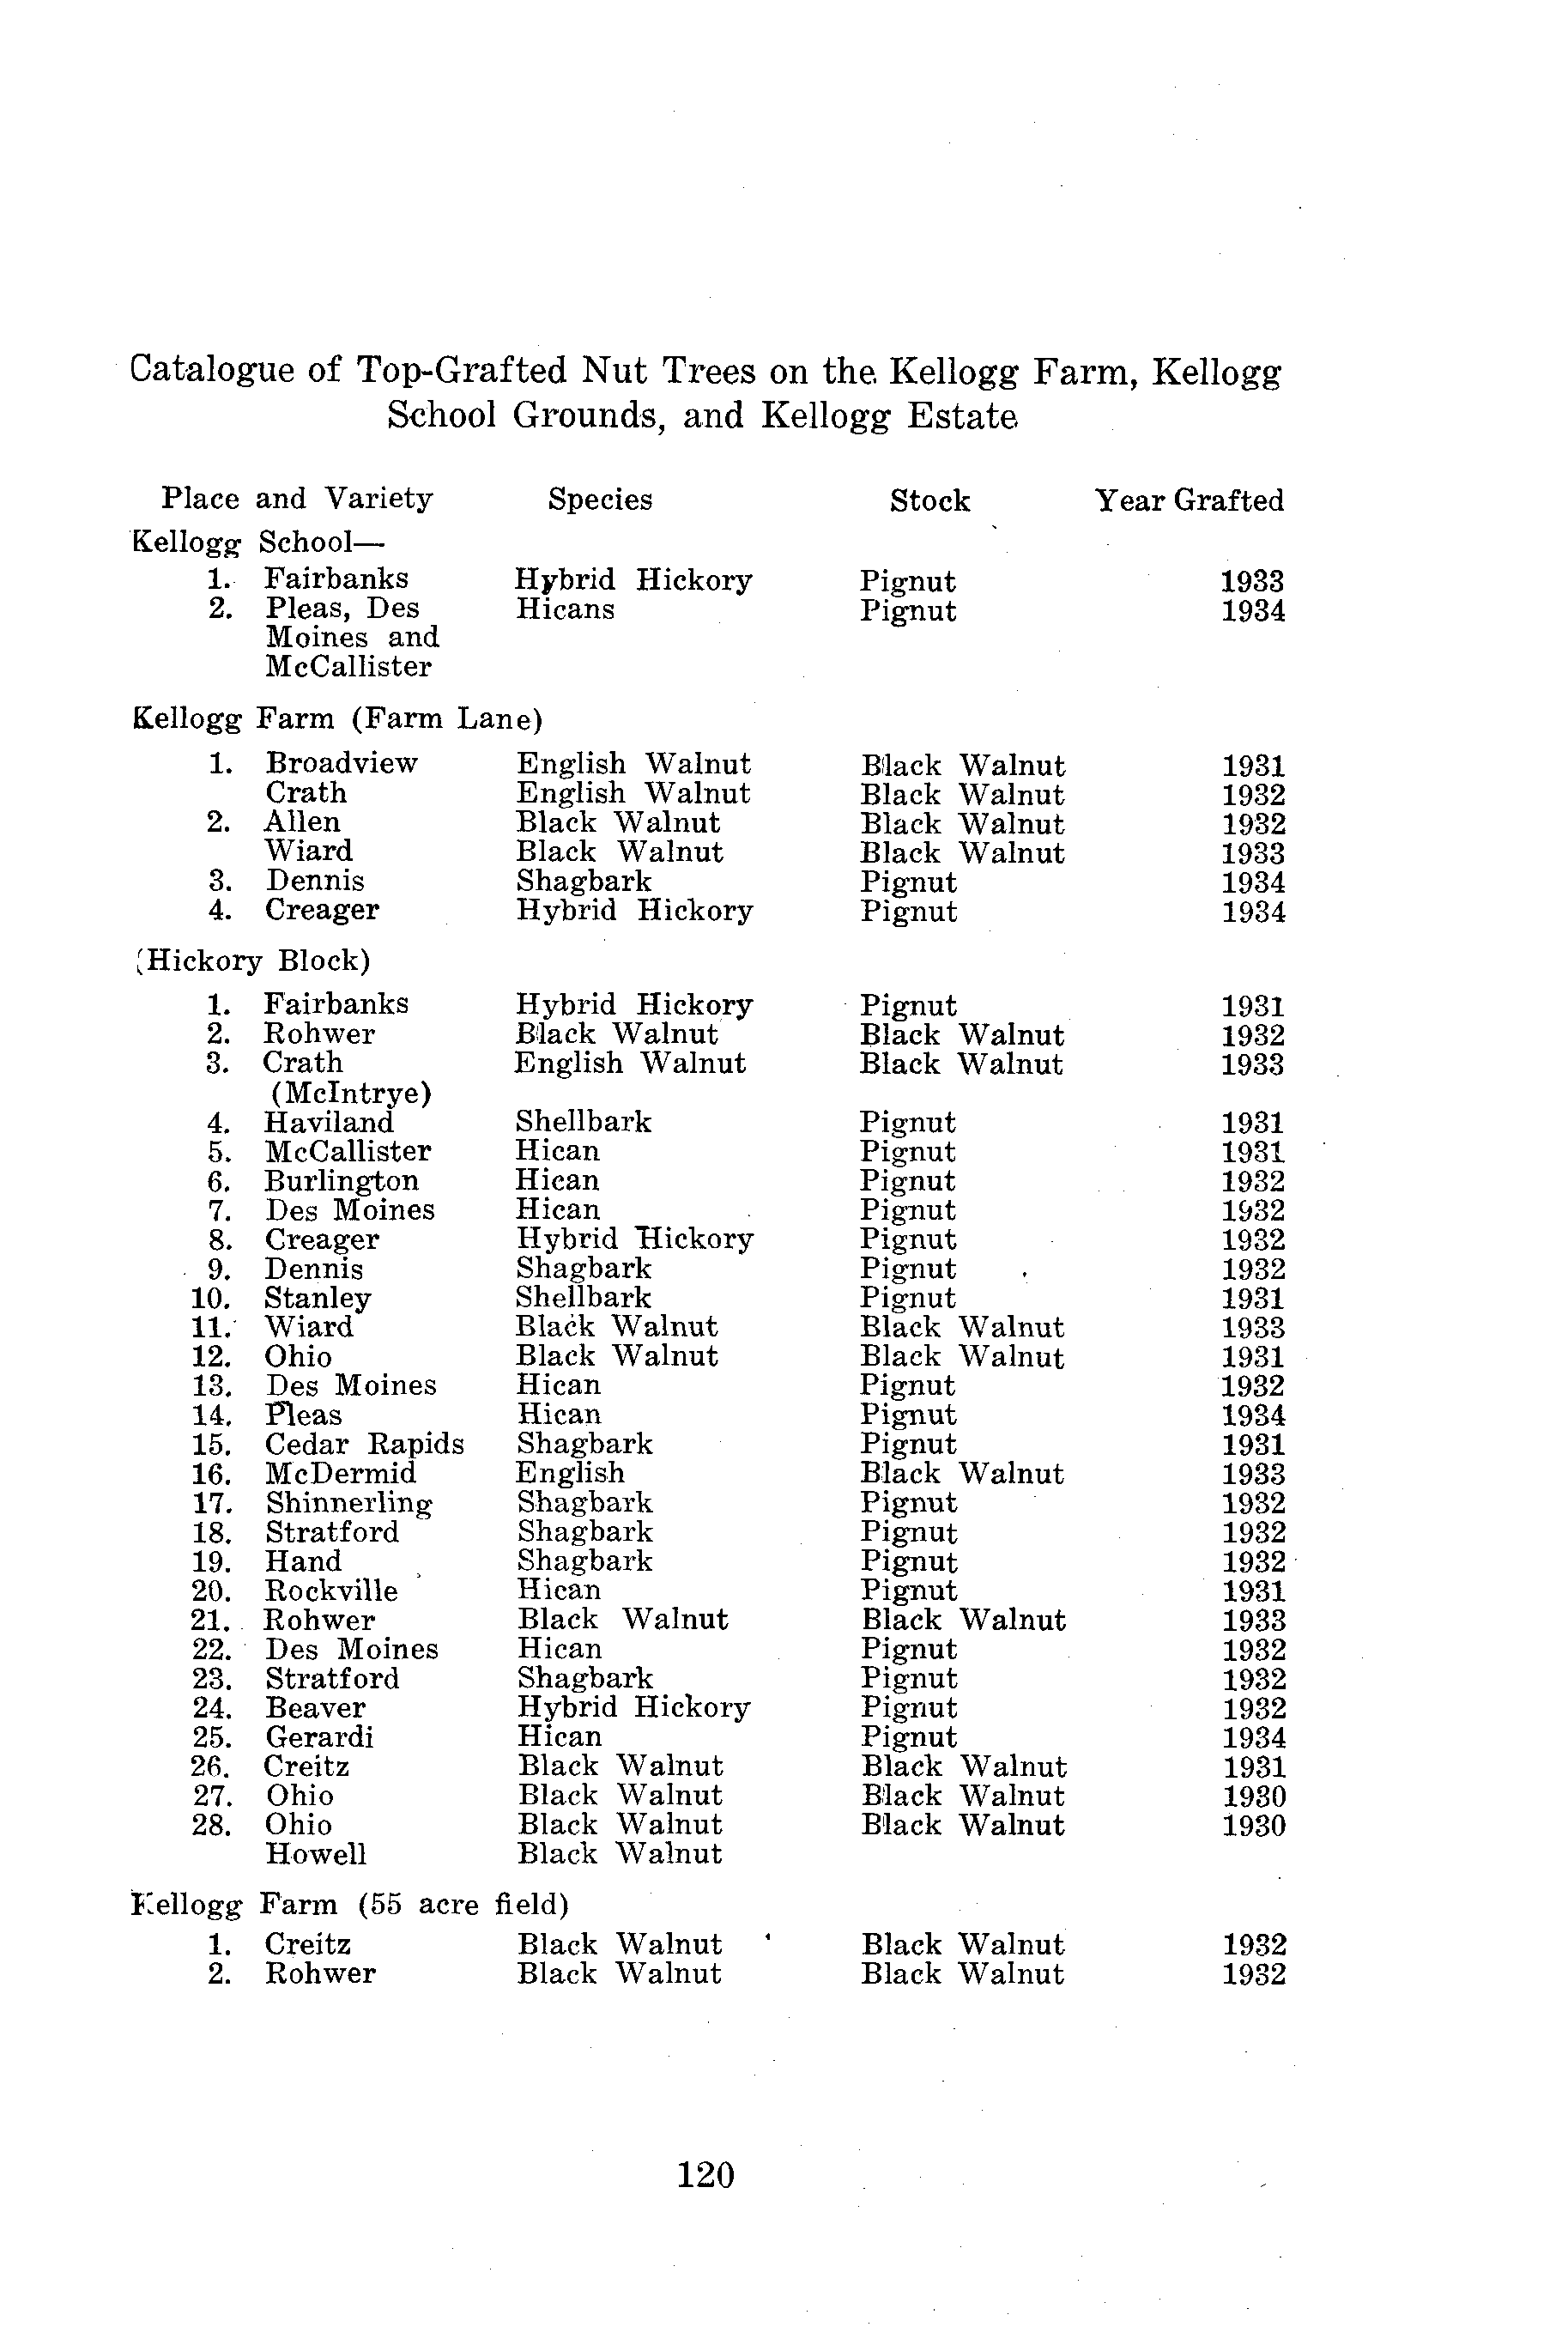 Catalogue of Top-Grafted Nut Trees on the Kellogg Farm, Kellogg
School Grounds, and Kellogg Estate
Place and Variety Species Stock Year Grafted
Kellogg School—
1. Fairbanks Hybrid Hickory Pignut 1933
2. Pleas, Des Hicans Pignut 1934
Moines and
McCallister
Kellogg Farm (Farm Lane)
1. Broadview English Walnut Black Walnut 1931
Crath English Walnut Black Walnut 1932
2. Allen Black Walnut Black Walnut 1932
Wiard Black Walnut Black Walnut 1933
3. Dennis Shagbark Pignut 1934
4. Creager Hybrid Hickory Pignut 1934
(Hickory Block)
1. Fairbanks Hybrid Hickory Pignut 1931
2. Rohwer Black Walnut Black Walnut 1932
3. Crath English Walnut Black Walnut 1933
(McIntrye)
4. Haviland Shellbark Pignut 1931
5. McCallister Hican Pignut 1931
6. Burlington Hican Pignut 1932
7. Des Moines Hican Pignut 1932
8. Creager Hybrid Hickory Pignut 1932
9. Dennis Shagbark Pignut 1932
10. Stanley Shellbark Pignut 1931
11. Wiard Black Walnut Black Walnut 1933
12. Ohio Black Walnut Black Walnut 1931
13. Des Moines Hican Pignut 1932
14. Pleas Hican Pignut 1934
15. Cedar Rapids Shagbark Pignut 1931
16. McDermid English Black Walnut 1933
17. Shinnerling Shagbark Pignut 1932
18. Stratford Shagbark Pignut 1932
19. Hand Shagbark Pignut 1932
20. Rockville Hican Pignut 1931
21. Rohwer Black Walnut Black Walnut 1933
22. Des Moines Hican Pignut 1932
23. Stratford Shagbark Pignut 1932
24. Beaver Hybrid Hickory Pignut 1932
25. Gerardi Hican Pignut 1934
26. Creitz Black Walnut Black Walnut 1931
27. Ohio Black Walnut Black Walnut 1930
28. Ohio Black Walnut Black Walnut 1930
Howell Black Walnut
Kellogg Farm (55 acre field)
1. Creitz Black Walnut Black Walnut 1932
2. Rohwer Black Walnut Black Walnut 1932
120